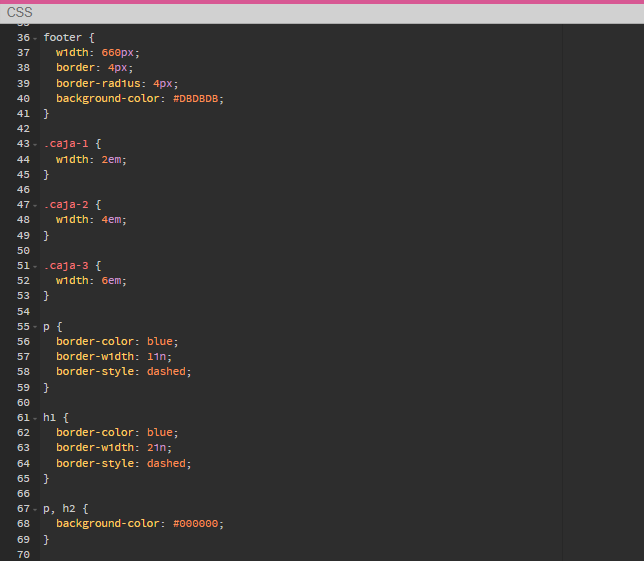 CSS
36 footer {
37 width: 660px;
38 border: 4px;
39 border-radius: 4px;
40 background-color: #DBDBDB;
41 }
42
43 .caja-1 {
44 width: 2em;
45 }
46
47 .caja-2 {
48 width: 4em;
49 }
50
51 .caja-3 {
52 width: 6em;
53 }
54
55 p {
56 border-color: blue;
57 border-width: 1in;
58 border-style: dashed;
59 }
60
61 h1 {
62 border-color: blue;
63 border-width: 2in;
64 border-style: dashed;
65 }
66
67 p, h2 {
68 background-color: #000000;
69 }
70